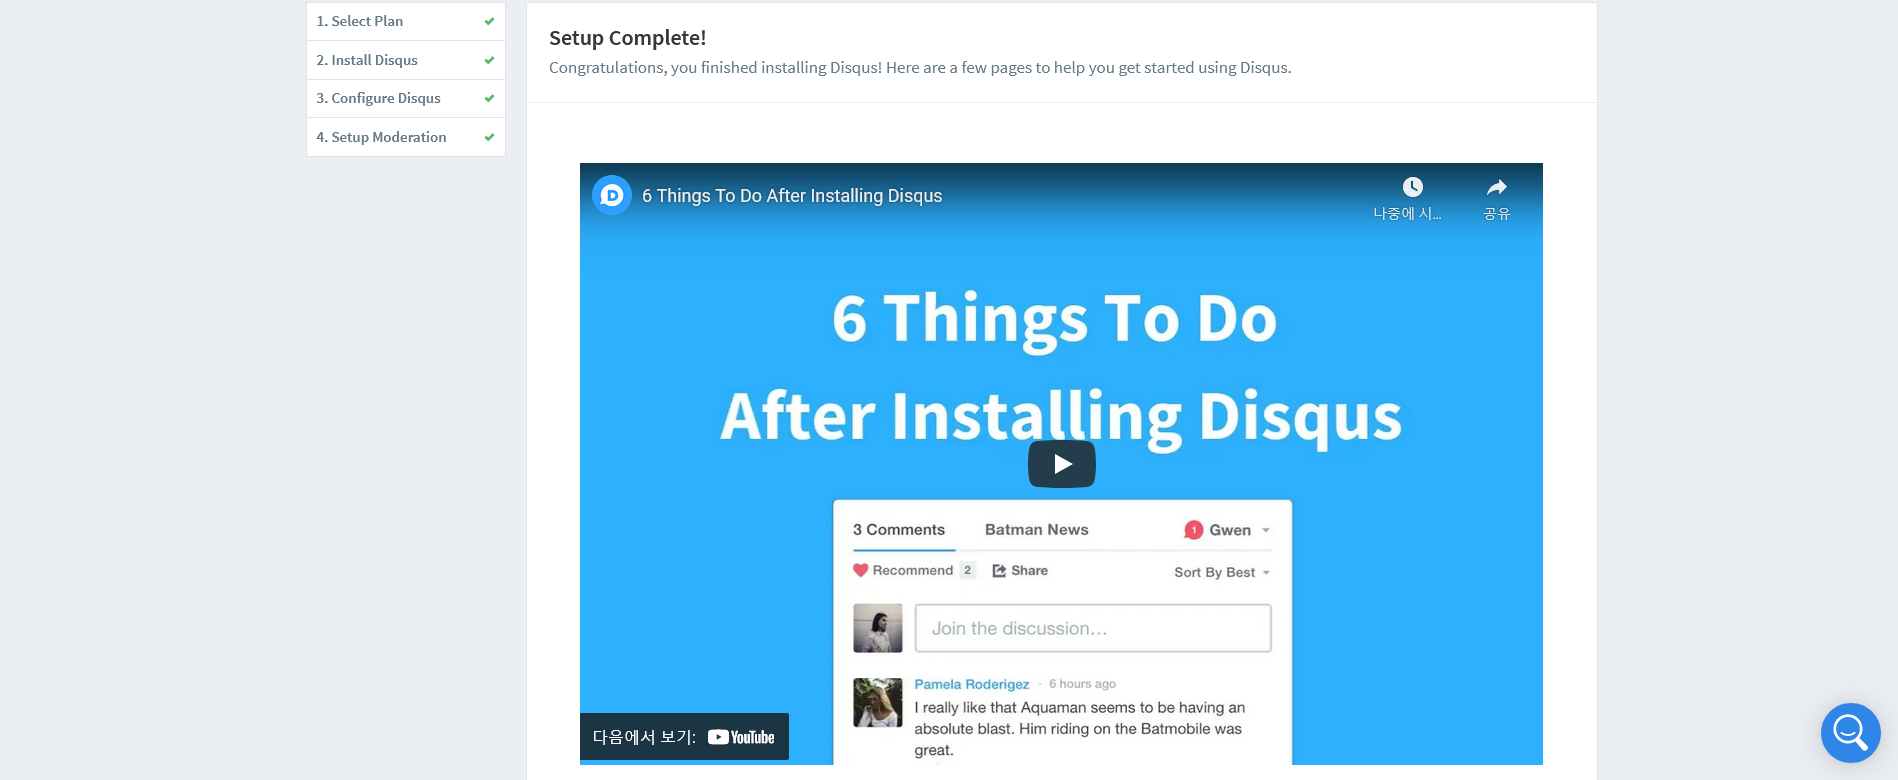 1. Select Plan
2. Install Disqus
3. Configure Disqus
4. Setup Moderation
Setup Complete!
Congratulations, you finished installing Disqus! Here are a few pages to help you get started using Disqus.
6 Things To Do After Installing Disqus
나중에 시...
공유
6 Things To Do
After Installing Disqus
3 Comments
Batman News
1
Gwen
Recommend
2
Share
Sort By Best
Join the discussion...
Pamela Roderigez · 6 hours ago
I really like that Aquaman seems to be having an
absolute blast. Him riding on the Batmobile was
great.
다음에서 보기: YouTube